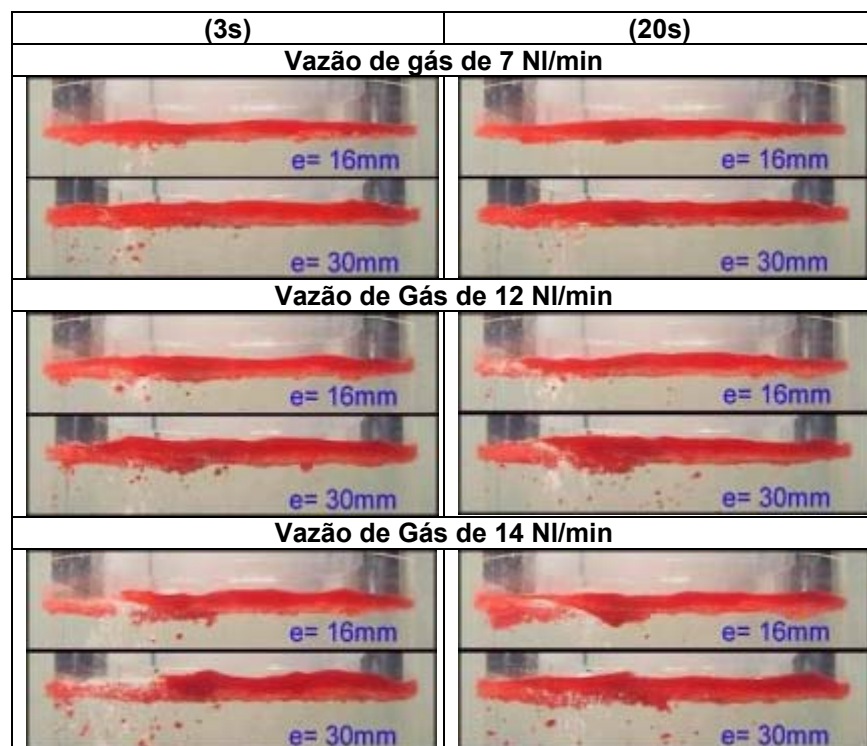 (3s) (20s)
Vazão de gás de 7 Nl/min
e= 16mm e= 16mm
e= 30mm e= 30mm
Vazão de Gás de 12 Nl/min
e= 16mm e= 16mm
e= 30mm e= 30mm
Vazão de Gás de 14 Nl/min
e= 16mm e= 16mm
e= 30mm e= 30mm